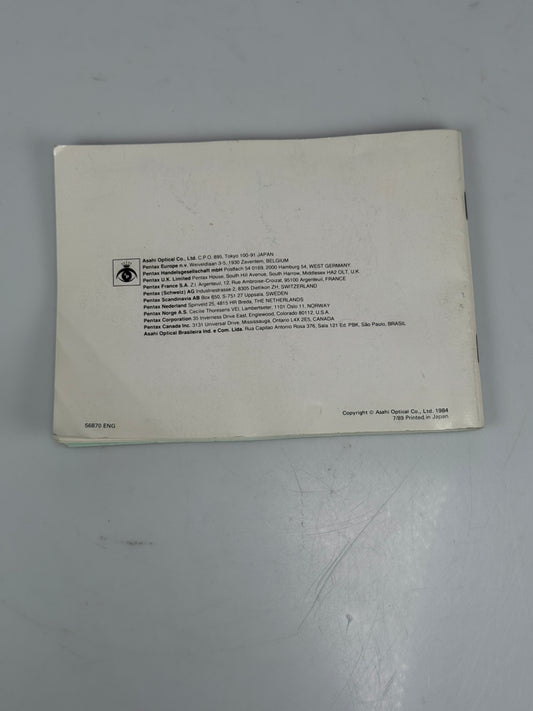 Asahi Optical Co., Ltd. C.P.O. 895, Tokyo 100-91 JAPAN
Pentax Europe n.v. Weiveldlaan 3-5, 1930 Zaventem, BELGIUM
Pentax Handelsgesellschaft mbH Postfach 54 0169, 2000 Hamburg 54, WEST GERMANY
Pentax U.K. Limited Pentax House, South Hill Avenue, South Harrow, Middlesex HA2 OLT, U.K.
Pentax France S.A. Z.I. Argenteuil, 12, Rue Ambroise-Croizat, 95100 Argenteuil, FRANCE
Pentax (Schweiz) AG Industriestrasse 2, 8305 Dietlikon ZH, SWITZERLAND
Pentax Scandinavia AB Box 650, S-751 27 Uppsala, SWEDEN
Pentax Nederland Spinveld 25, 4815 HR Breda, THE NETHERLANDS
Pentax Norge A.S. Cecilie Thoresens VEI, Lambertseter, 1101 Oslo 11, NORWAY
Pentax Corporation 35 Inverness Drive East, Englewood, Colorado 80112, U.S.A.
Pentax Canada Inc. 3131 Universal Drive, Mississauga, Ontario L4X 2E5, CANADA
Asahi Optical Brasileira Ind. e Com. Ltda. Rua Capitao Antonio Rosa 376, Sala 121 Ed. PBK, São Paulo, BRASIL
Copyright © Asahi Optical Co., Ltd. 1984
56870 ENG
7/89 Printed in Japan